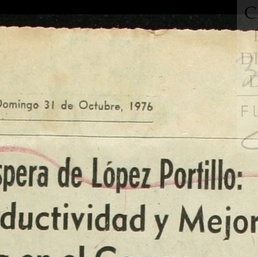 Domingo 31 de Octubre, 1976
spera de López Portillo:
ductividad y Mejor